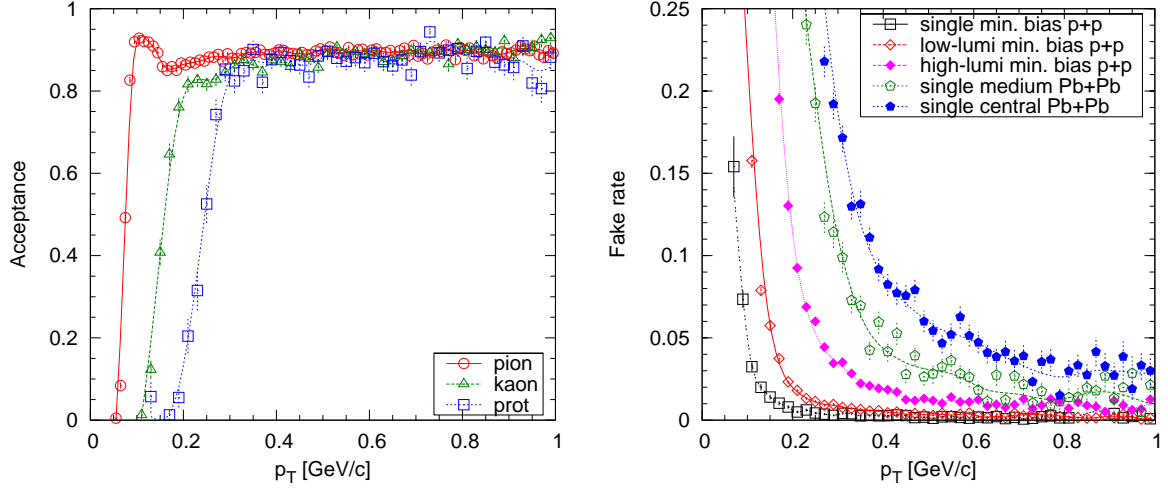 1
0.8
0.6
0.4
0.2
0
Acceptance
0 0.2 0.4 0.6 0.8 1
pT [GeV/c]
pion
kaon
prot
0.25
0.2
0.15
0.1
0.05
0
Fake rate
0 0.2 0.4 0.6 0.8 1
pT [GeV/c]
single min. bias p+p
low-lumi min. bias p+p
high-lumi min. bias p+p
single medium Pb+Pb
single central Pb+Pb